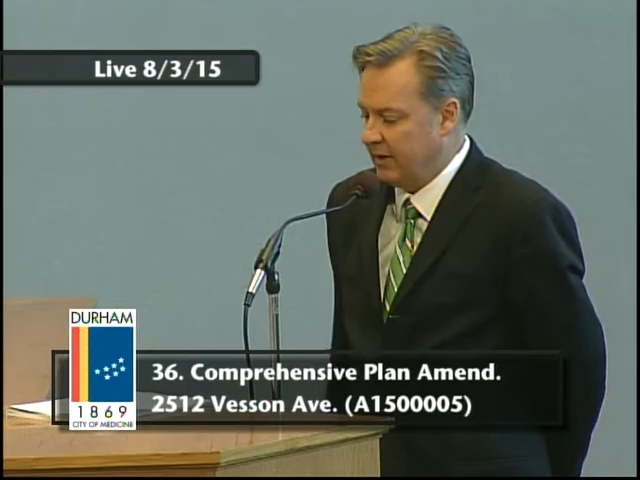 Live 8/3/15
DURHAM
1869
CITY OF MEDICINE
36. Comprehensive Plan Amend.
2512 Vesson Ave. (A1500005)